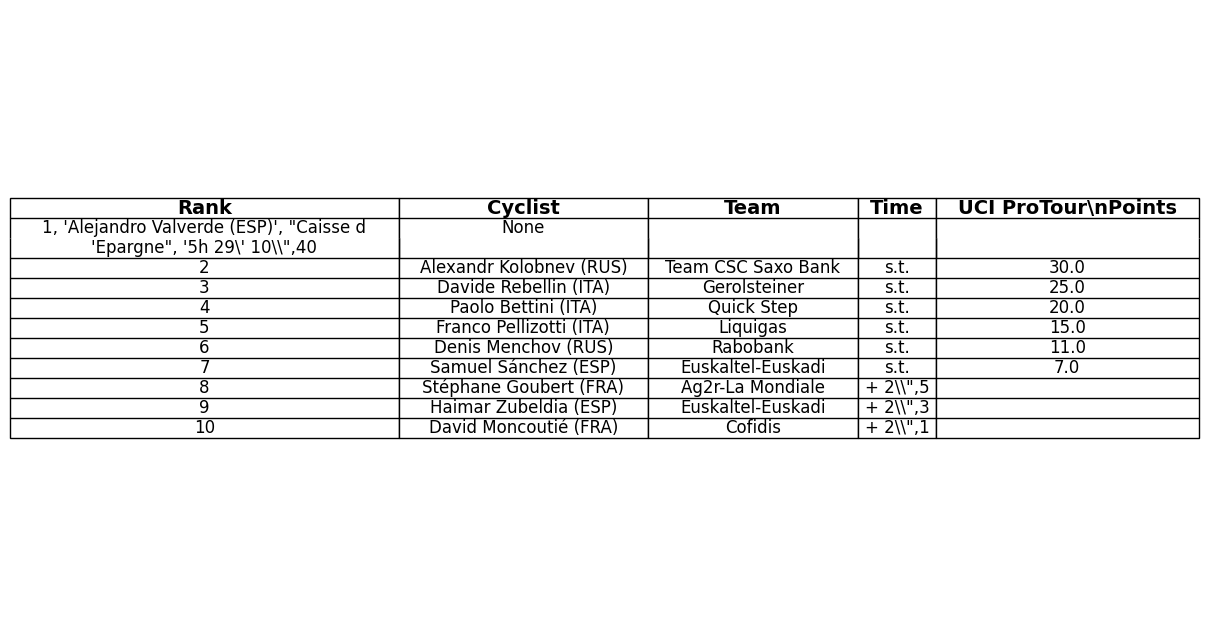 Rank Cyclist Team Time UCI ProTour\nPoints
1, 'Alejandro Valverde (ESP)', "Caisse d None
'Epargne", '5h 29\' 10\\",40
2 Alexandr Kolobnev (RUS) Team CSC Saxo Bank s.t. 30.0
3 Davide Rebellin (ITA) Gerolsteiner s.t. 25.0
4 Paolo Bettini (ITA) Quick Step s.t. 20.0
5 Franco Pellizotti (ITA) Liquigas s.t. 15.0
6 Denis Menchov (RUS) Rabobank s.t. 11.0
7 Samuel Sánchez (ESP) Euskaltel-Euskadi s.t. 7.0
8 Stéphane Goubert (FRA) Ag2r-La Mondiale + 2\\",5
9 Haimar Zubeldia (ESP) Euskaltel-Euskadi + 2\\",3
10 David Moncoutié (FRA) Cofidis + 2\\",1